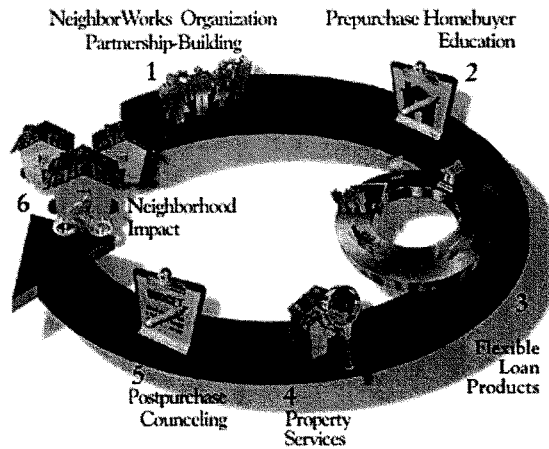 NeighborWorks Organization
Partnership-Building
1
Prepurchase Homebuyer
Education
2
3
Flexible
Loan
Products
4
Property
Services
5
Postpurchase
Counceling
6
Neighborhood
Impact